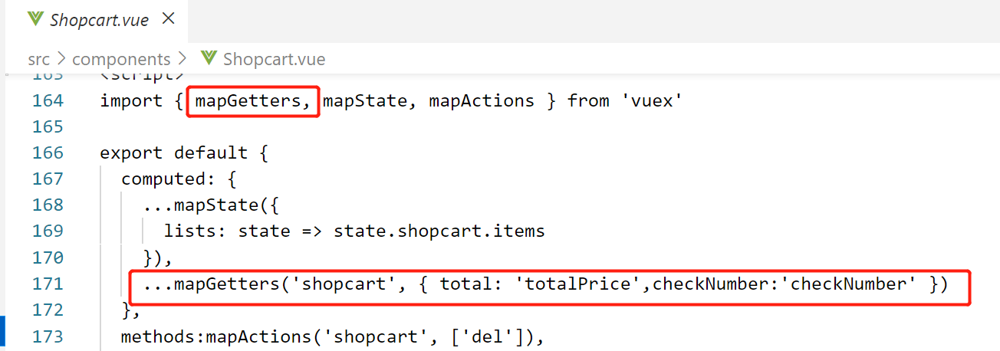 Shopcart.vue ×
src > components > Shopcart.vue
163 <script>
164 import { mapGetters, mapState, mapActions } from 'vuex'
165
166 export default {
167 computed: {
168 ...mapState({
169 lists: state => state.shopcart.items
170 }),
171 ...mapGetters('shopcart', { total: 'totalPrice',checkNumber:'checkNumber' })
172 },
173 methods:mapActions('shopcart', ['del']),